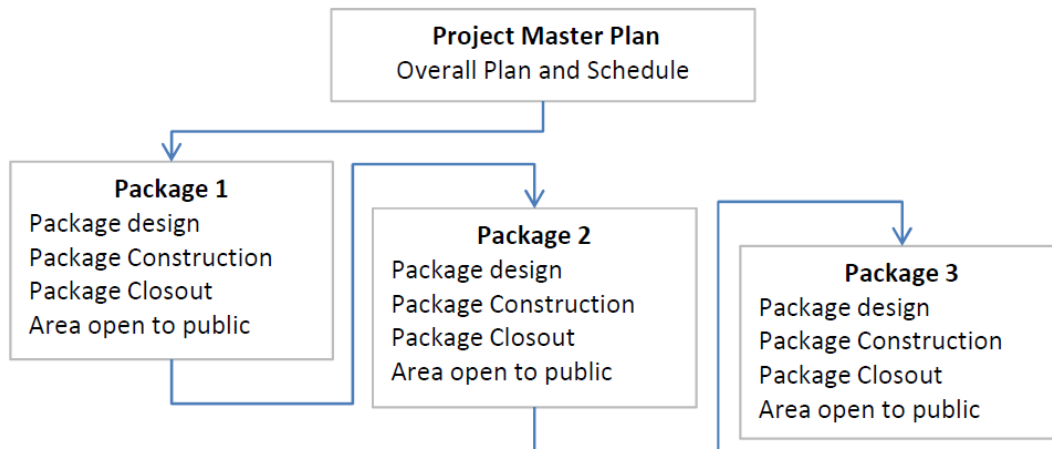 Project Master Plan
Overall Plan and Schedule
Package 1
Package design
Package Construction
Package Closout
Area open to public
Package 2
Package design
Package Construction
Package Closout
Area open to public
Package 3
Package design
Package Construction
Package Closout
Area open to public